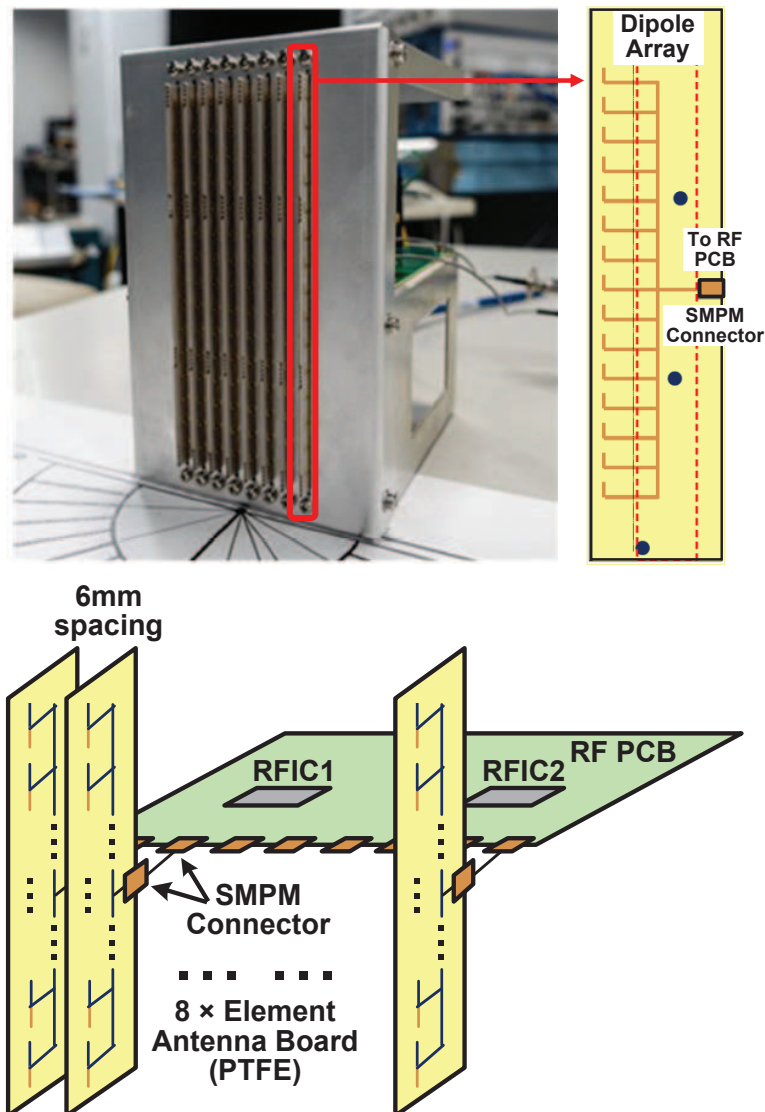 Dipole
Array
To RF
PCB
SMPM
Connector
6mm
spacing
RF PCB
RFIC1
RFIC2
SMPM
Connector
8 × Element
Antenna Board
(PTFE)